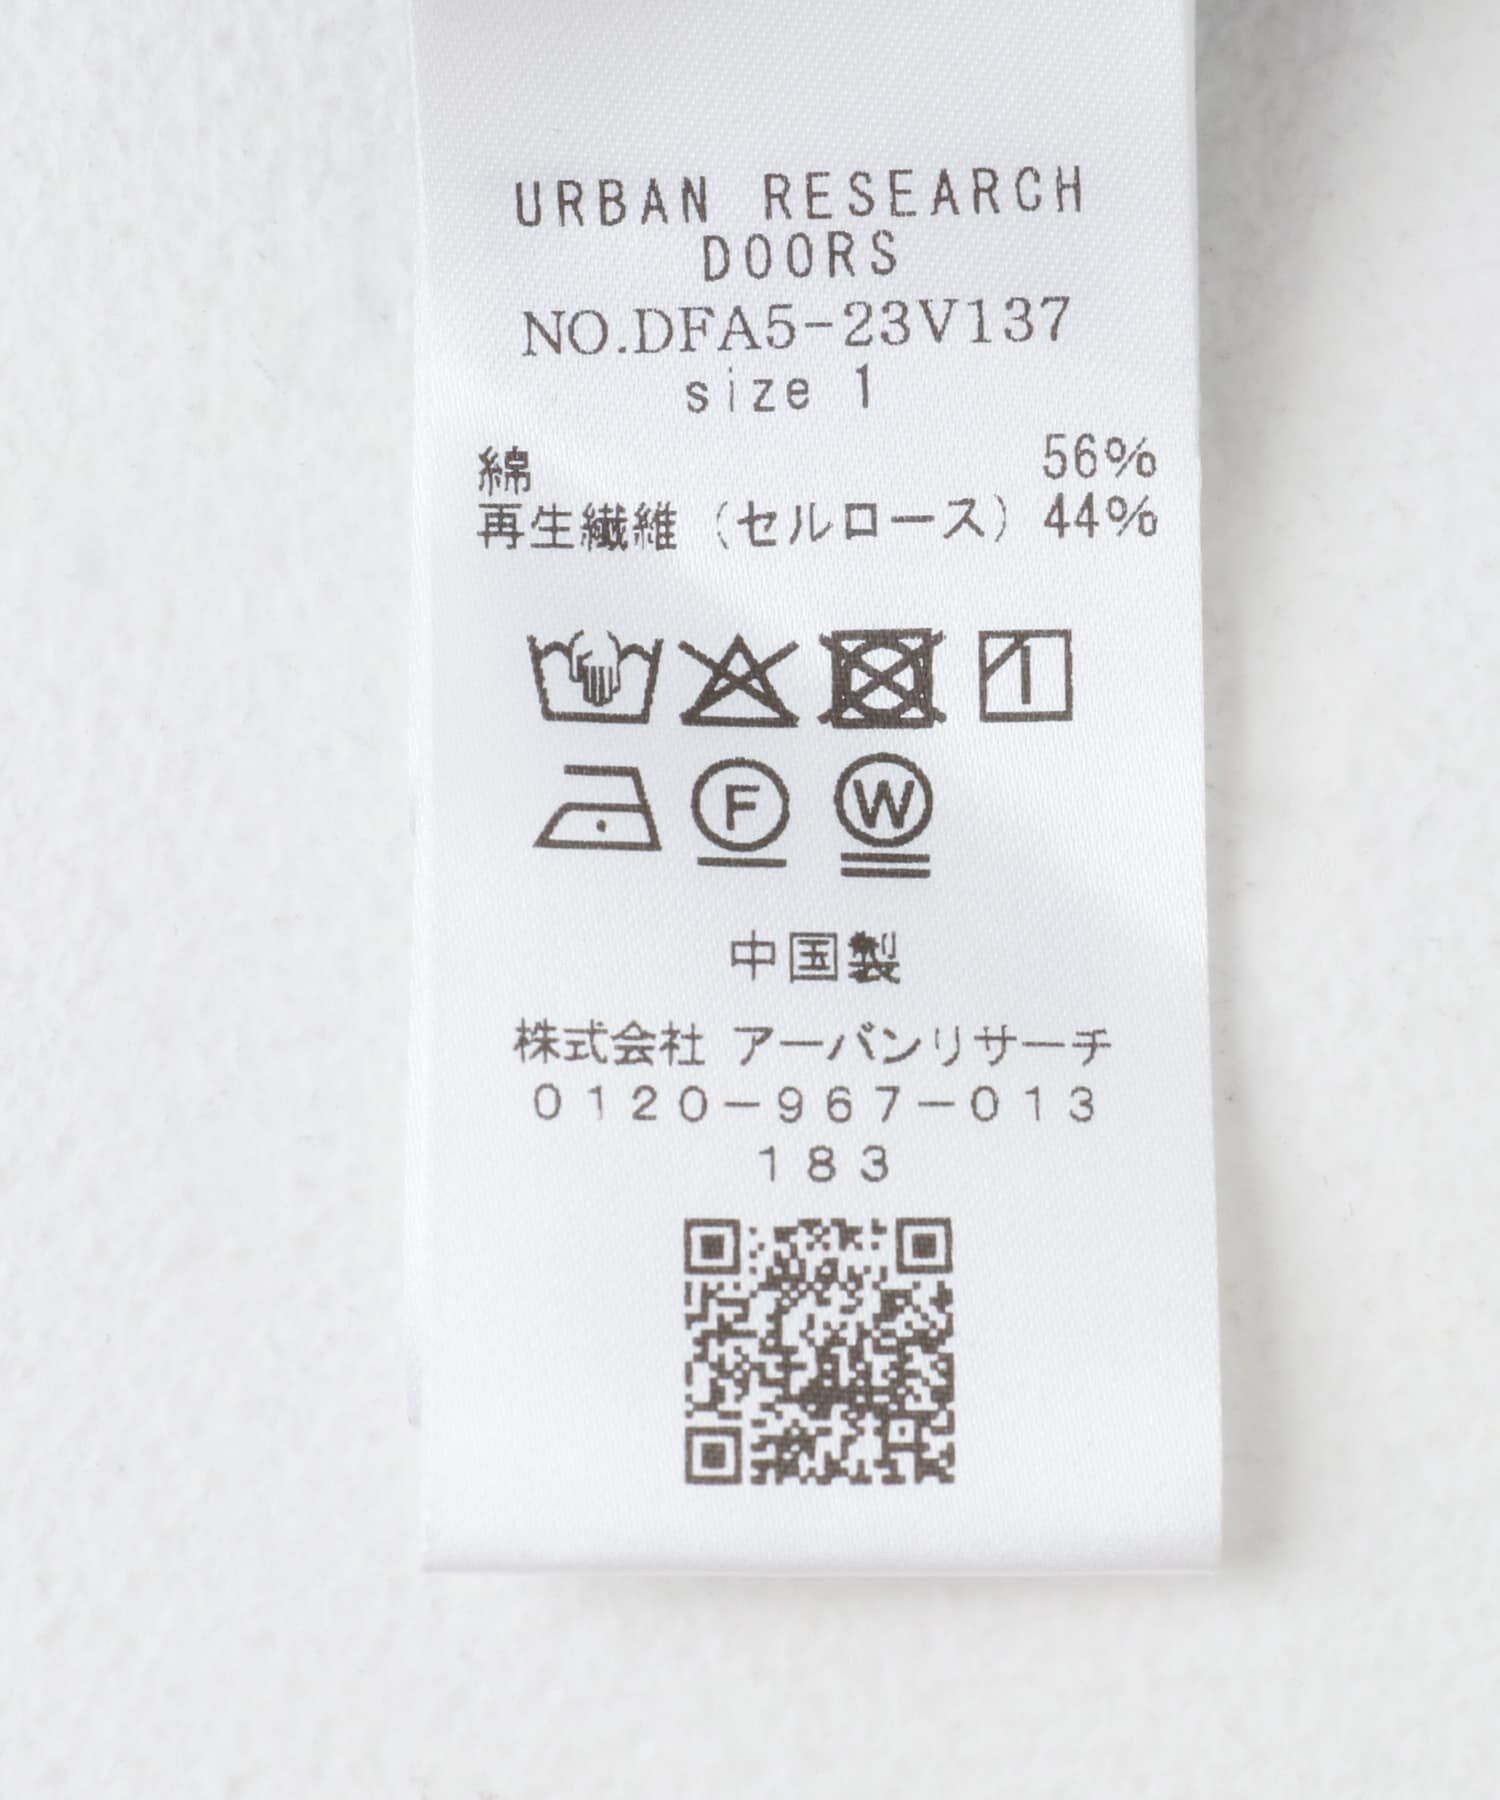 URBAN RESEARCH
DOORS
NO.DFA5-23V137
size 1
綿 56%
再生繊維(セルロース) 44%
F W
中国製
株式会社 アーバンリサーチ
0120-967-013
183